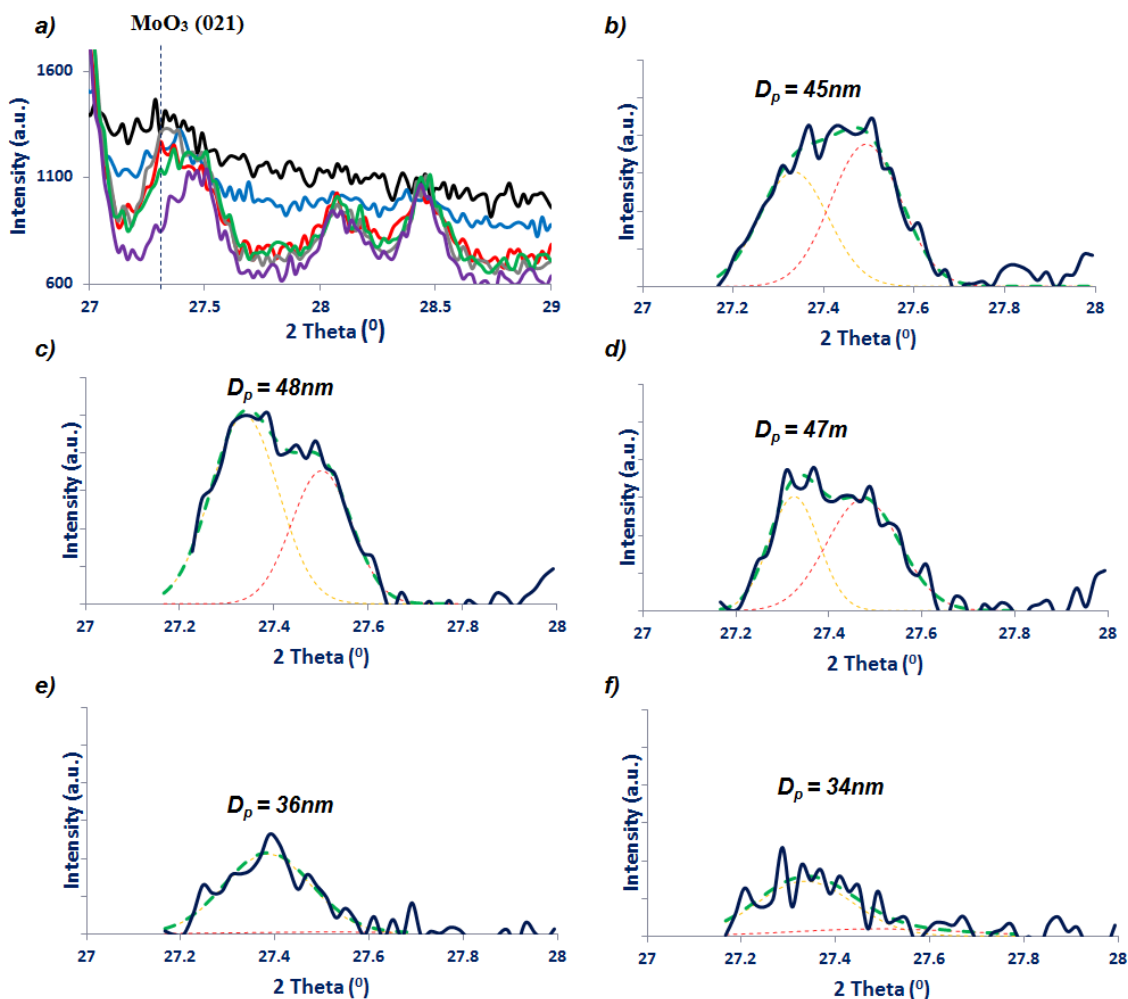 a)
MoO₃ (021)
Intensity (a.u.)
1600
1100
600
27
27.5
28
28.5
29
2 Theta (⁰)
b)
Dₚ = 45nm
Intensity (a.u.)
27
27.2
27.4
27.6
27.8
28
2 Theta (⁰)
c)
Dₚ = 48nm
Intensity (a.u.)
27
27.2
27.4
27.6
27.8
28
2 Theta (⁰)
d)
Dₚ = 47m
Intensity (a.u.)
27
27.2
27.4
27.6
27.8
28
2 Theta (⁰)
e)
Dₚ = 36nm
Intensity (a.u.)
27
27.2
27.4
27.6
27.8
28
2 Theta (⁰)
f)
Dₚ = 34nm
Intensity (a.u.)
27
27.2
27.4
27.6
27.8
28
2 Theta (⁰)